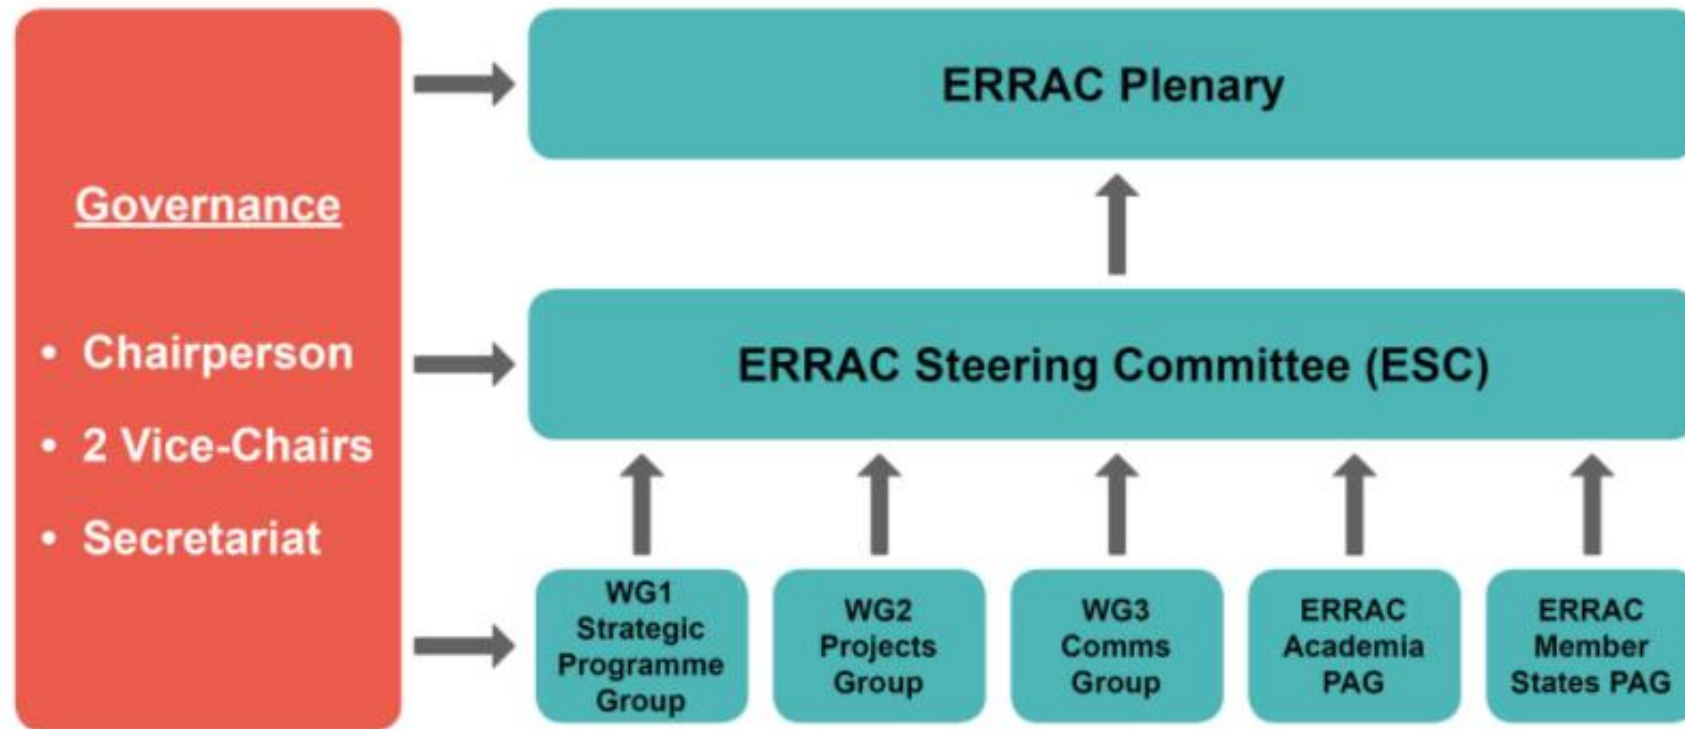 Governance
• Chairperson
• 2 Vice-Chairs
• Secretariat
ERRAC Plenary
ERRAC Steering Committee (ESC)
WG1
Strategic
Programme
Group
WG2
Projects
Group
WG3
Comms
Group
ERRAC
Academia
PAG
ERRAC
Member
States PAG